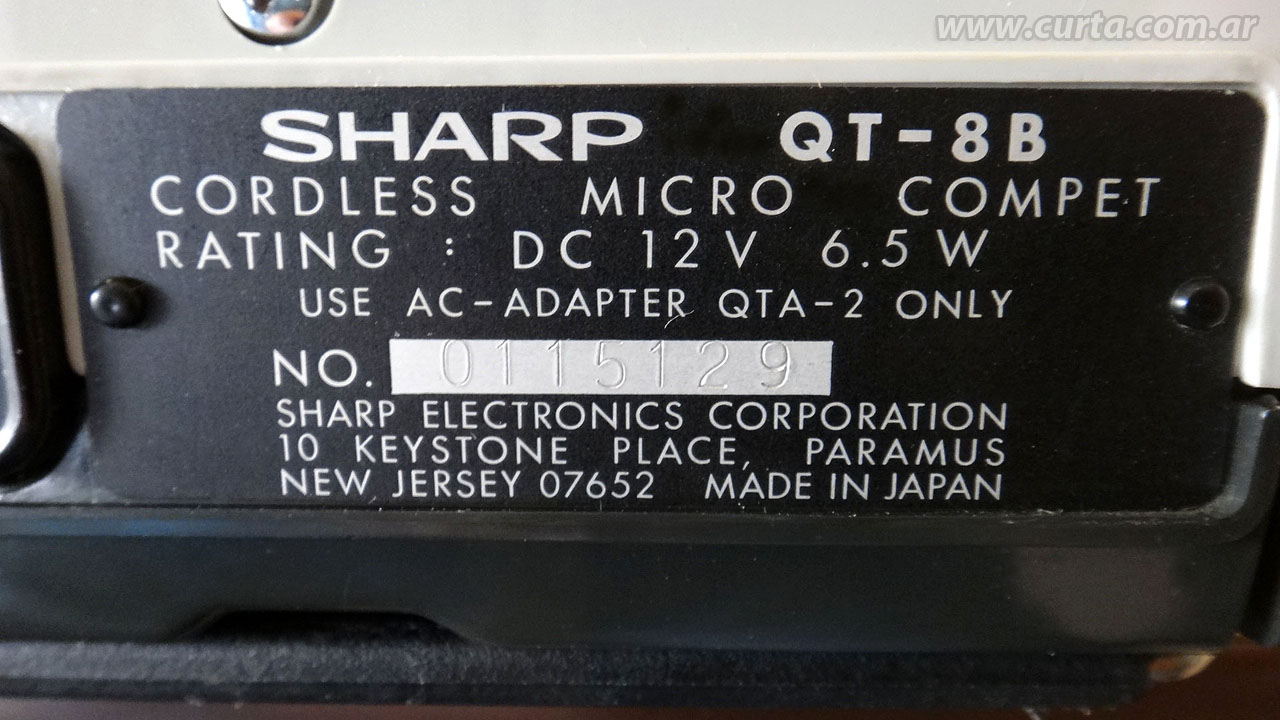 www.curta.com.ar
SHARP QT-8B
CORDLESS MICRO COMPET
RATING : DC 12V 6.5W
USE AC-ADAPTER QTA-2 ONLY
NO. 0115129
SHARP ELECTRONICS CORPORATION
10 KEYSTONE PLACE, PARAMUS
NEW JERSEY 07652 MADE IN JAPAN